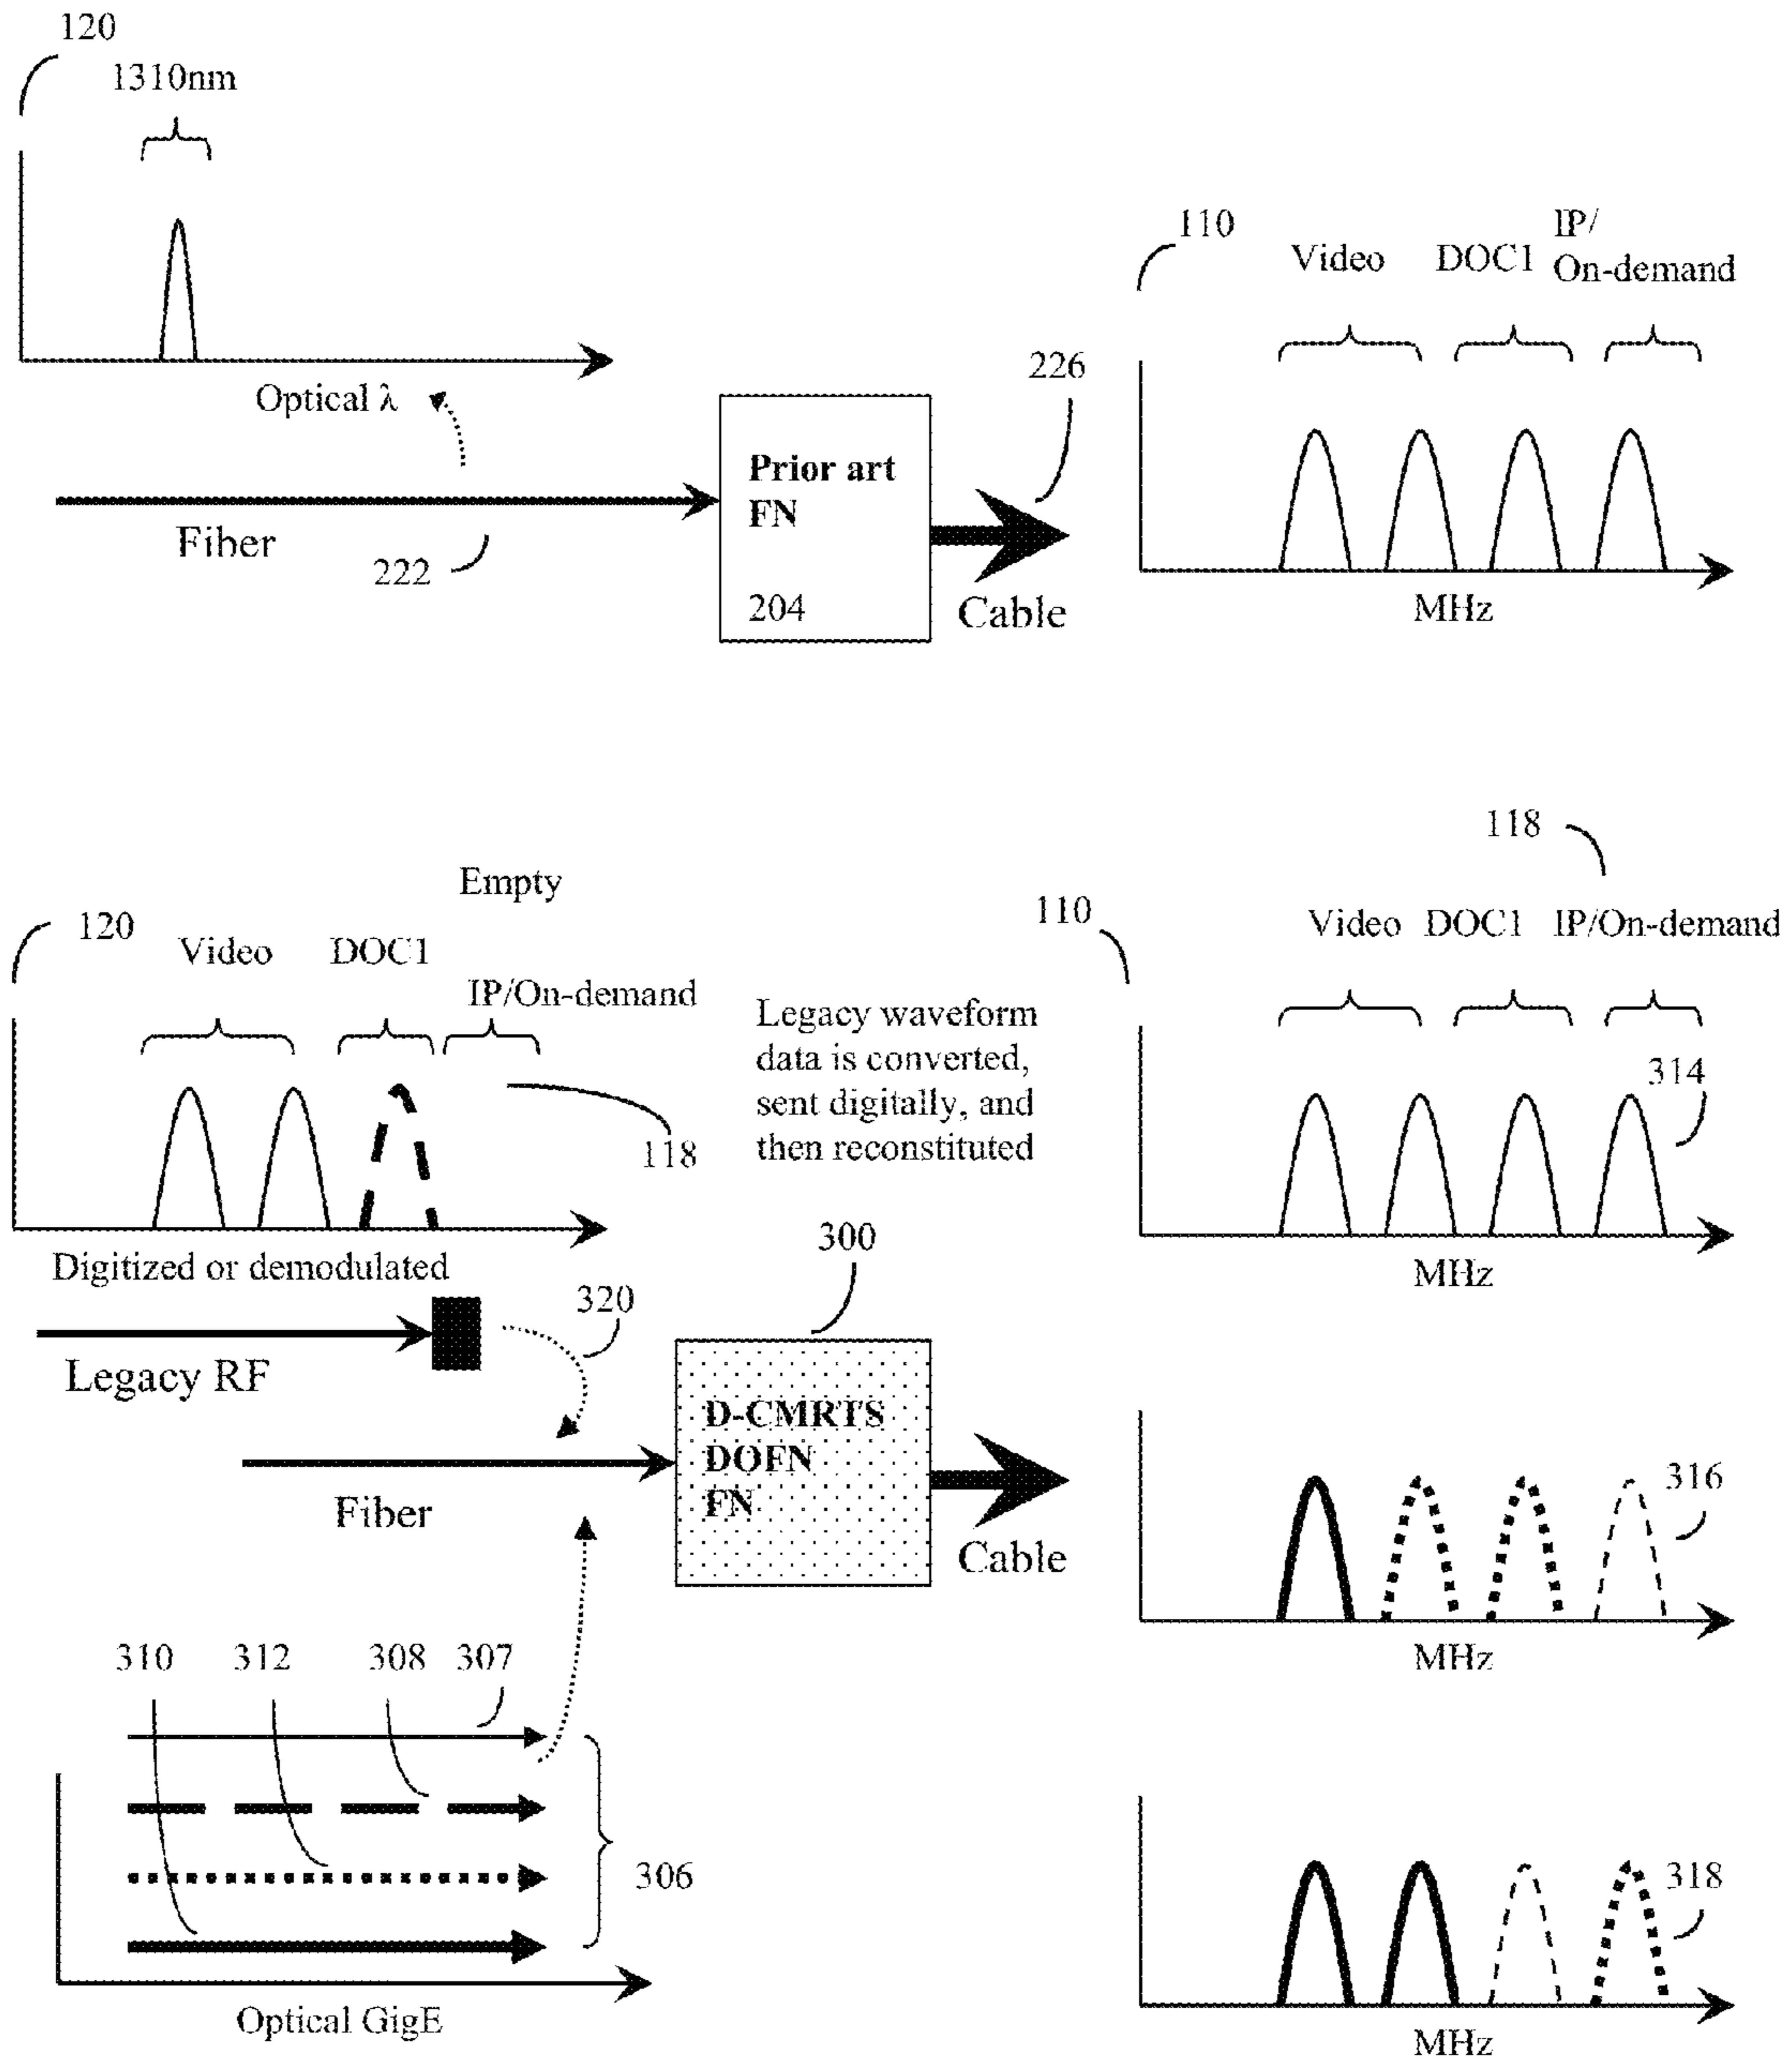 120
1310nm
Optical λ
Fiber
222
Prior art
FN
204
226
Cable
110
Video
DOC1
IP/
On-demand
MHz
Empty
120
Video
DOC1
IP/On-demand
118
Digitized or demodulated
Legacy RF
320
Legacy waveform
data is converted,
sent digitally, and
then reconstituted
300
D-CMRTS
DOFN
FN
Fiber
Cable
118
110
Video
DOC1
IP/On-demand
314
MHz
316
MHz
318
MHz
310
312
308
307
306
Optical GigE